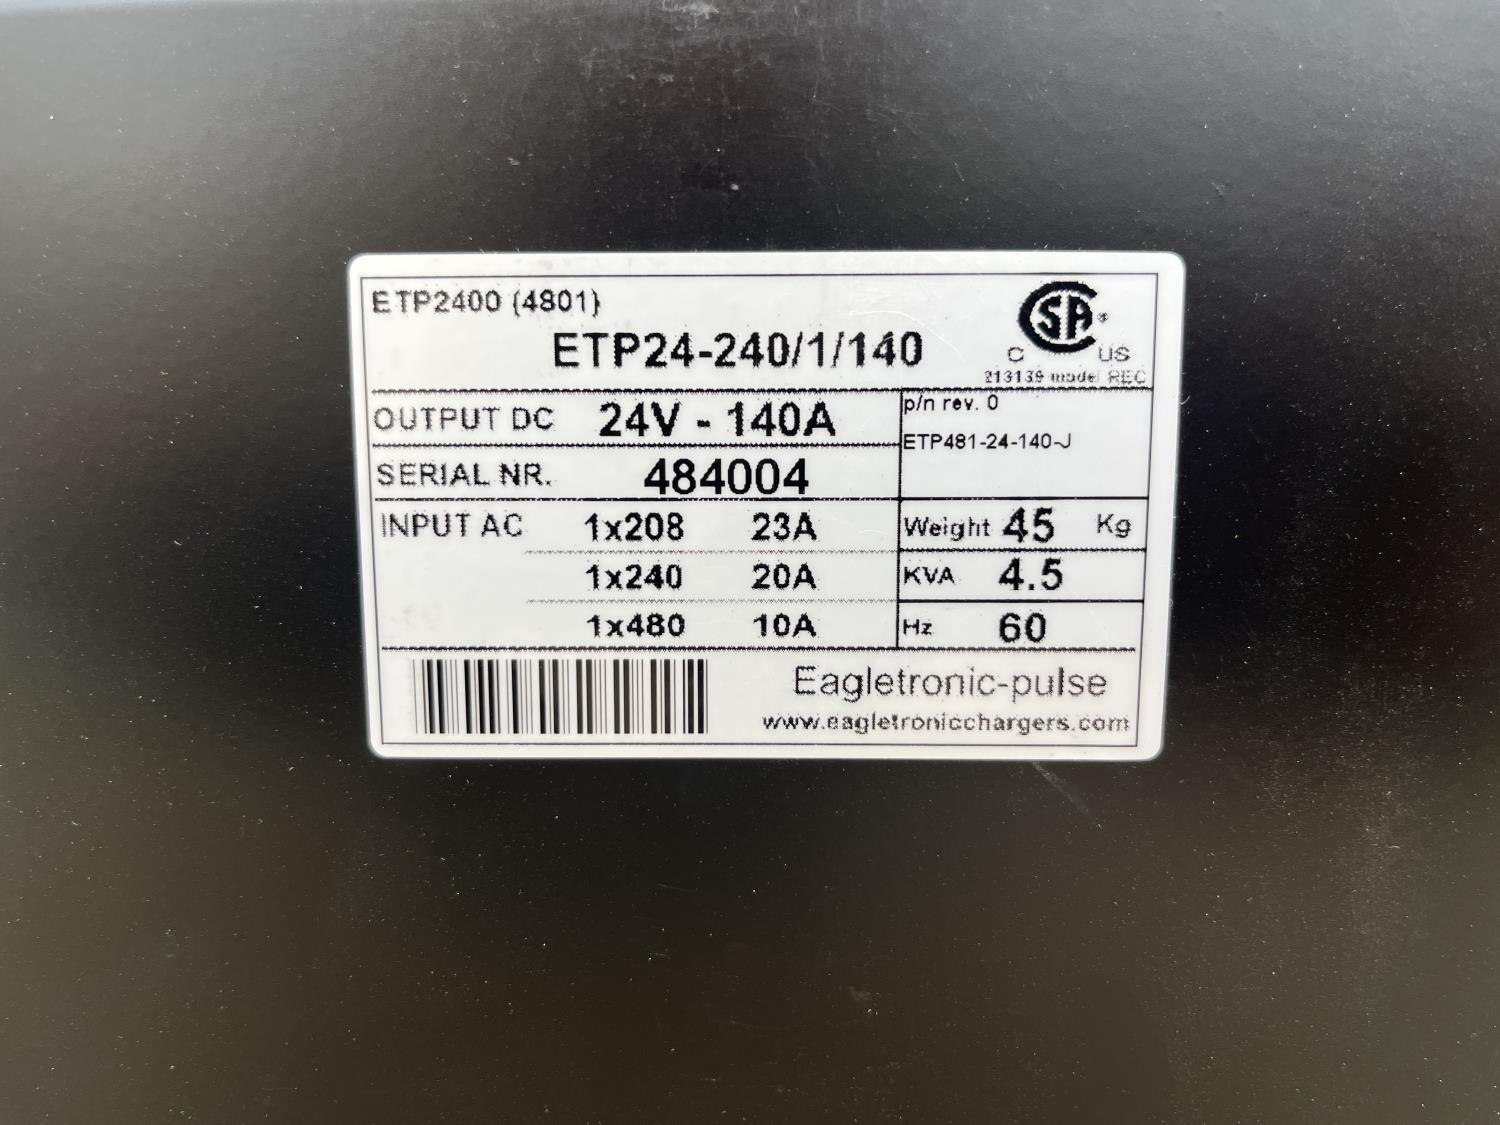 ETP2400 (4801)
ETP24-240/1/140
CSA®
C US
213139 model REC
OUTPUT DC 24V - 140A
p/n rev. 0
ETP481-24-140-J
SERIAL NR. 484004
INPUT AC 1x208 23A
Weight 45 Kg
1x240 20A
KVA 4.5
1x480 10A
Hz 60
Eagletronic-pulse
www.eagletronicchargers.com